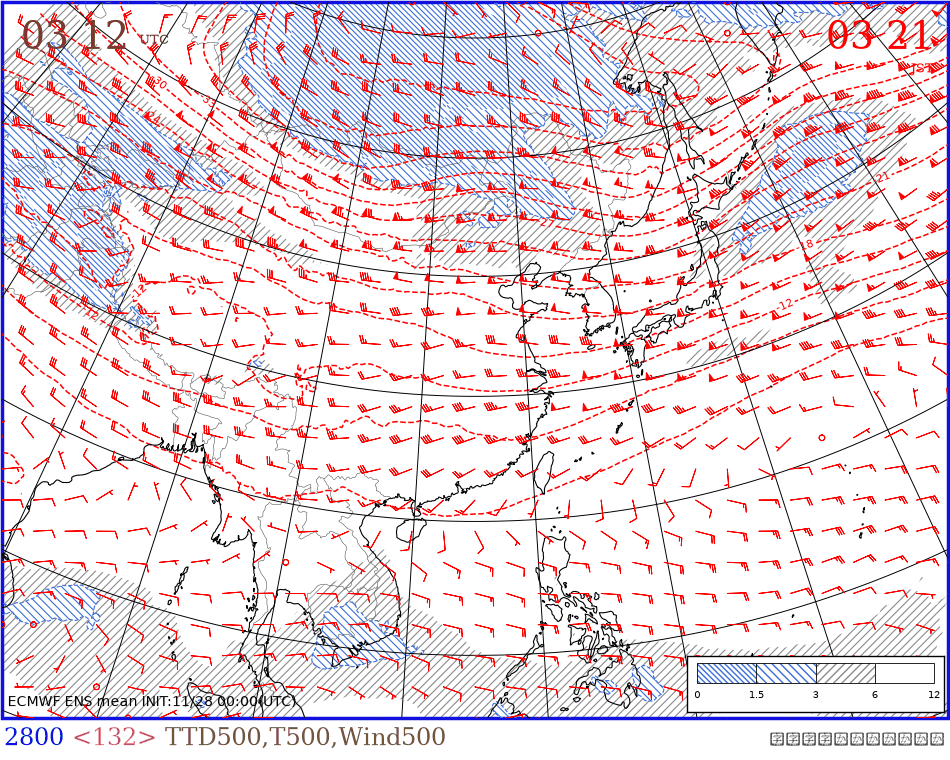 03 12 UTC
03 21 JST
-30
-24
21
18
-12
ECMWF ENS mean INIT:11/28 00:00(UTC)
0 1.5 3 6 12
2800 <132> TTD500,T500,Wind500